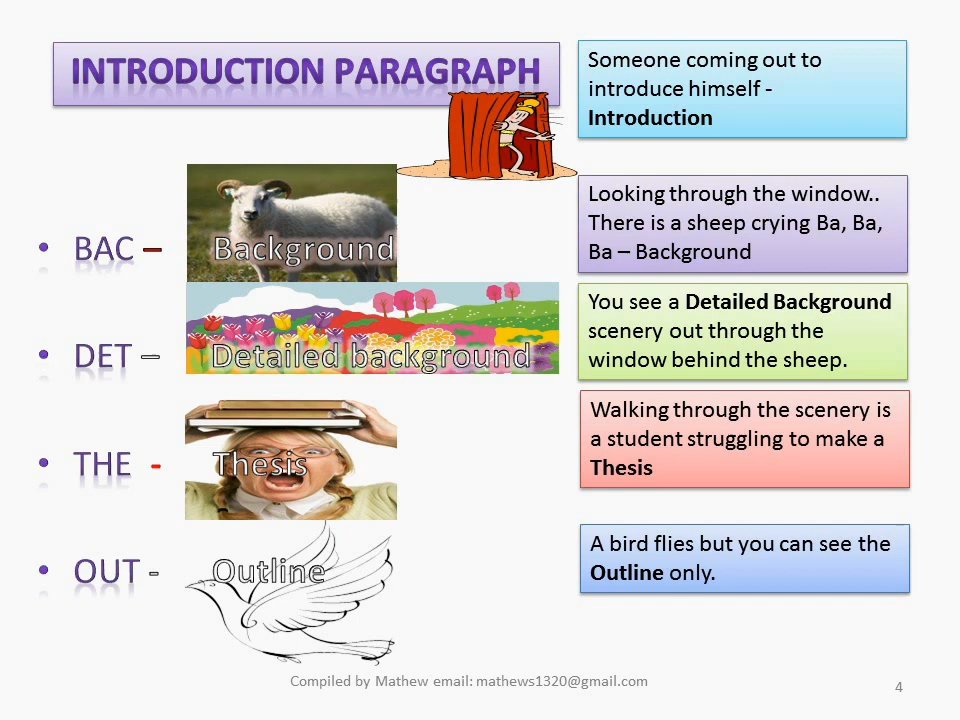 INTRODUCTION PARAGRAPH
Someone coming out to
introduce himself -
Introduction
• BAC – Background
Looking through the window..
There is a sheep crying Ba, Ba,
Ba – Background
• DET – Detailed background
You see a Detailed Background
scenery out through the
window behind the sheep.
• THE - Thesis
Walking through the scenery is
a student struggling to make a
Thesis
• OUT - Outline
A bird flies but you can see the
Outline only.
Compiled by Mathew email: mathews1320@gmail.com
4